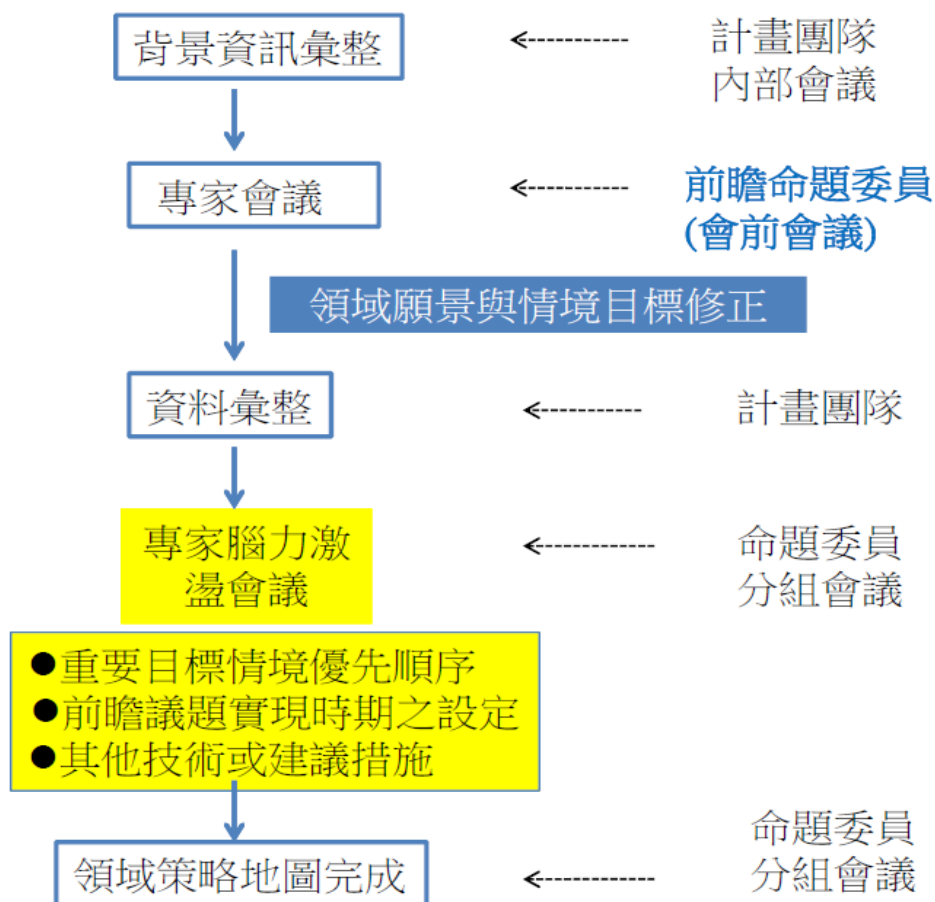 背景資訊彙整
計畫團隊
內部會議
專家會議
前瞻命題委員
(會前會議)
領域願景與情境目標修正
資料彙整
計畫團隊
專家腦力激
盪會議
命題委員
分組會議
●重要目標情境優先順序
●前瞻議題實現時期之設定
●其他技術或建議措施
領域策略地圖完成
命題委員
分組會議